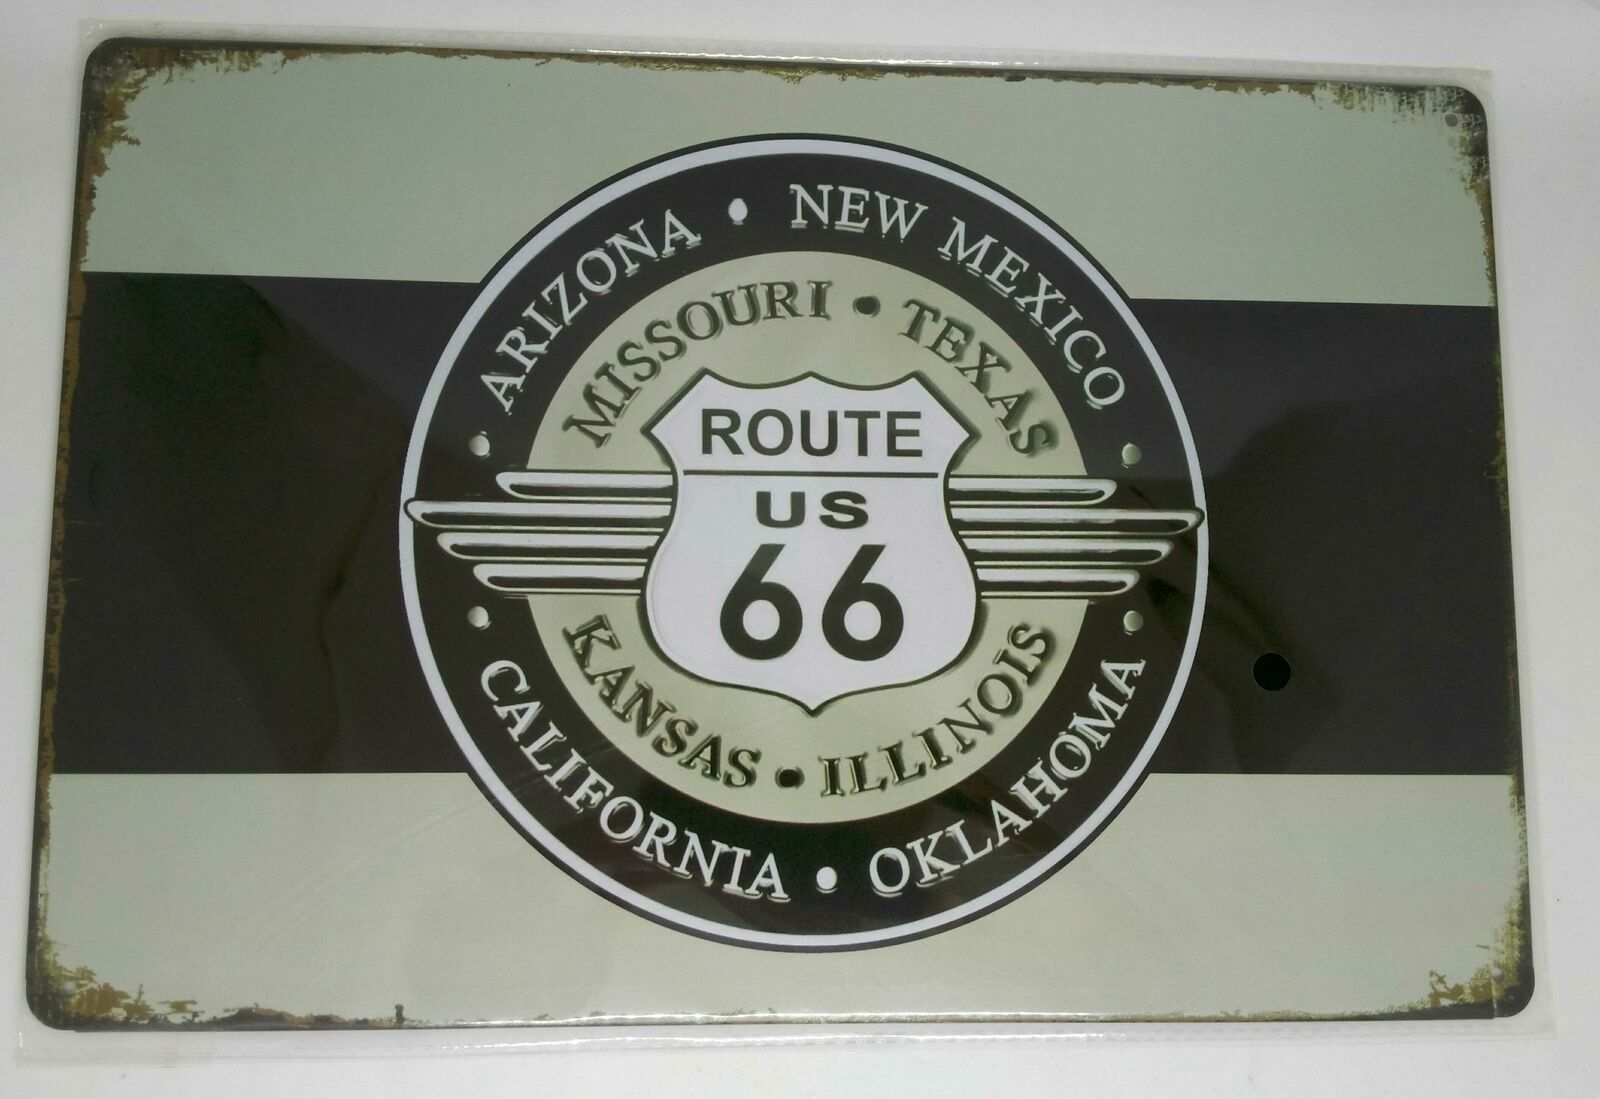 ARIZONA • NEW MEXICO
MISSOURI • TEXAS
ROUTE
US
66
KANSAS • ILLINOIS
CALIFORNIA • OKLAHOMA